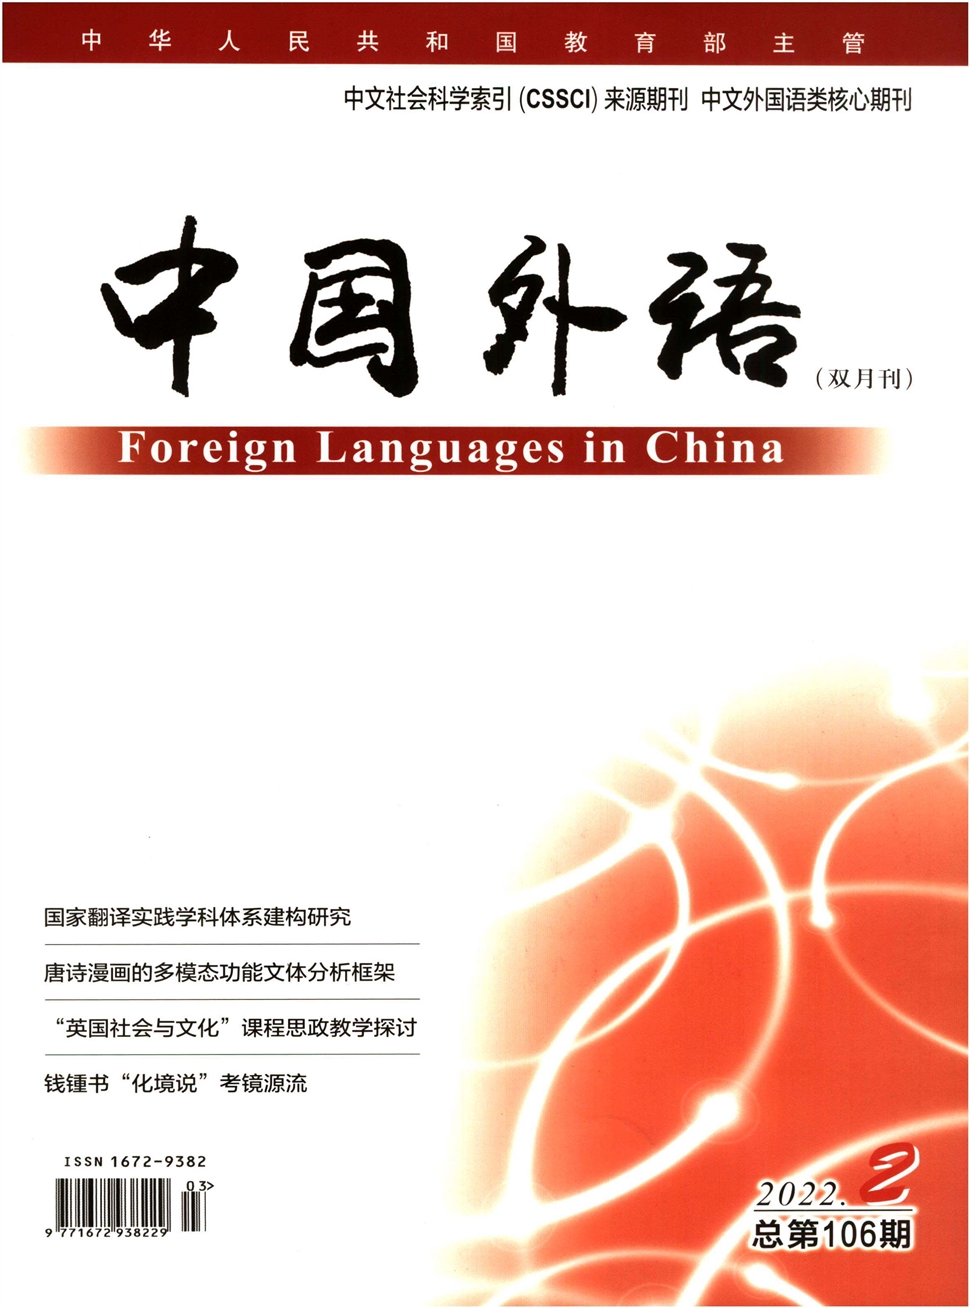 中华人民共和国教育部主管
中文社会科学索引(CSSCI)来源期刊 中文外国语类核心期刊
中国外语
(双月刊)
Foreign Languages in China
国家翻译实践学科体系建构研究
唐诗漫画的多模态功能文体分析框架
“英国社会与文化”课程思政教学探讨
钱锺书“化境说”考镜源流
ISSN 1672-9382
03>
9 771672 938229
2022.2
总第106期